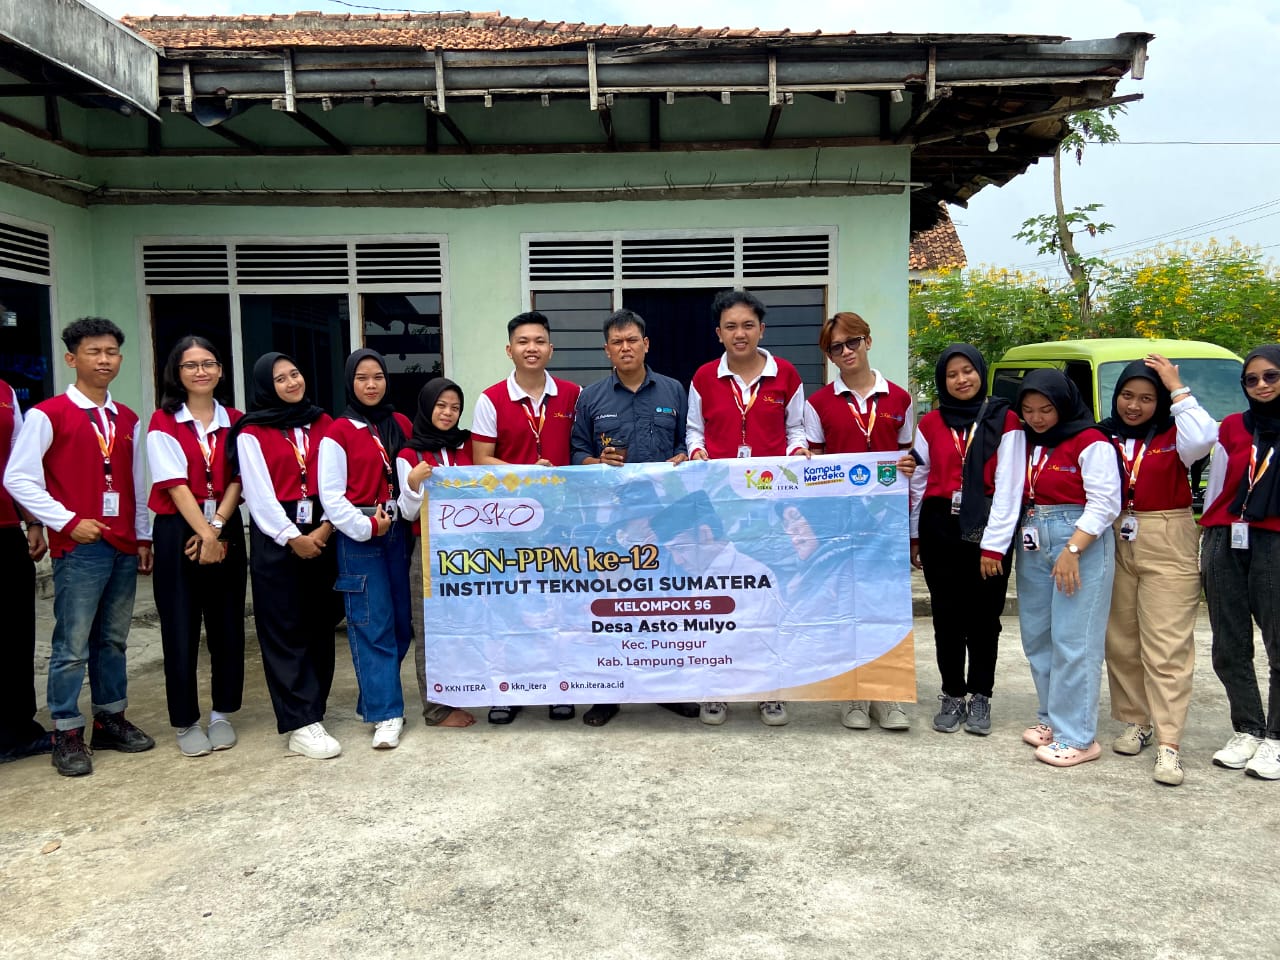 POSKO
KKN-PPM ke-12
INSTITUT TEKNOLOGI SUMATERA
KELOMPOK 96
Desa Asto Mulyo
Kec. Punggur
Kab. Lampung Tengah
KKN ITERA kkn_itera kkn.itera.ac.id
ITERA
ITERA
Kampus
Merdeka